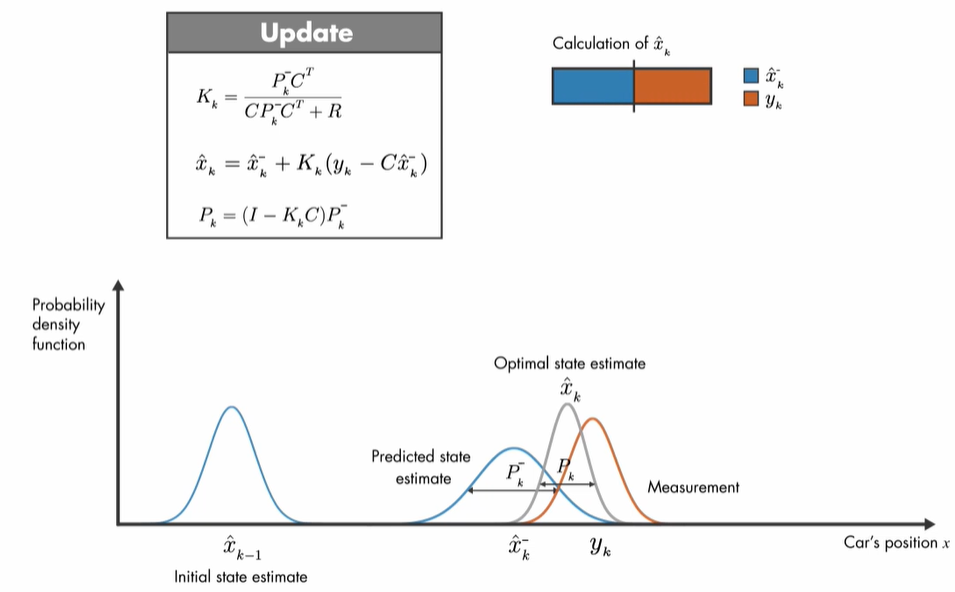 Update
K_k = P_k^- C^T / (C P_k^- C^T + R)
x̂_k = x̂_k^- + K_k (y_k − C x̂_k^-)
P_k = (I − K_k C) P_k^-
Calculation of x̂_k
x̂_k^-
y_k
Probability
density
function
Optimal state estimate
x̂_k
Predicted state
estimate
P_k^-
P_k
Measurement
x̂_{k−1}
Initial state estimate
x̂_k^-
y_k
Car's position x